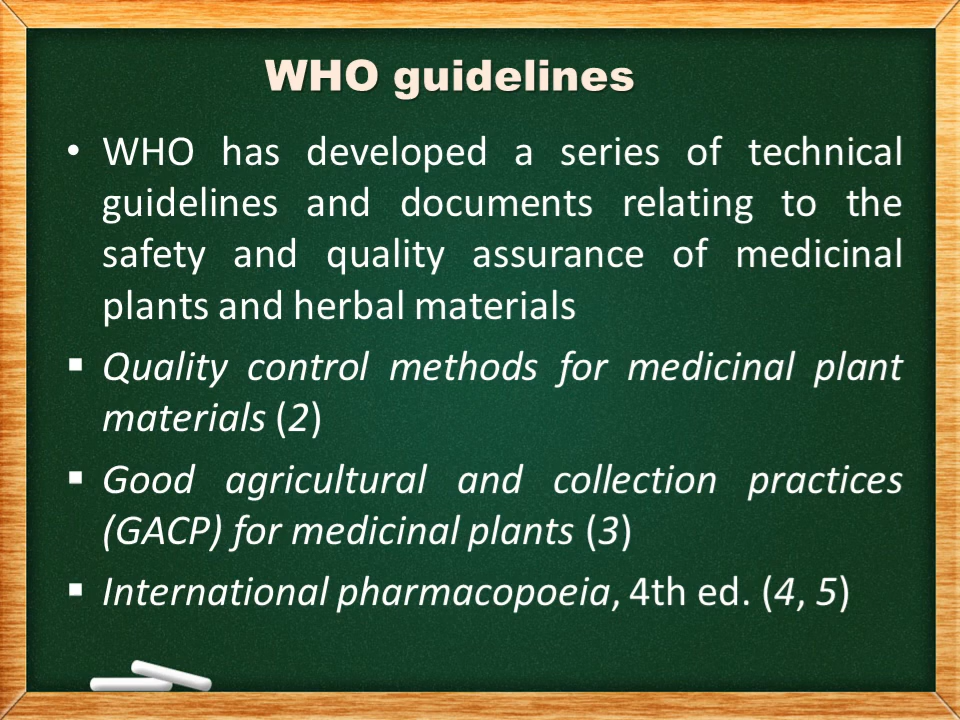 WHO guidelines
• WHO has developed a series of technical
guidelines and documents relating to the
safety and quality assurance of medicinal
plants and herbal materials
▪ Quality control methods for medicinal plant
materials (2)
▪ Good agricultural and collection practices
(GACP) for medicinal plants (3)
▪ International pharmacopoeia, 4th ed. (4, 5)